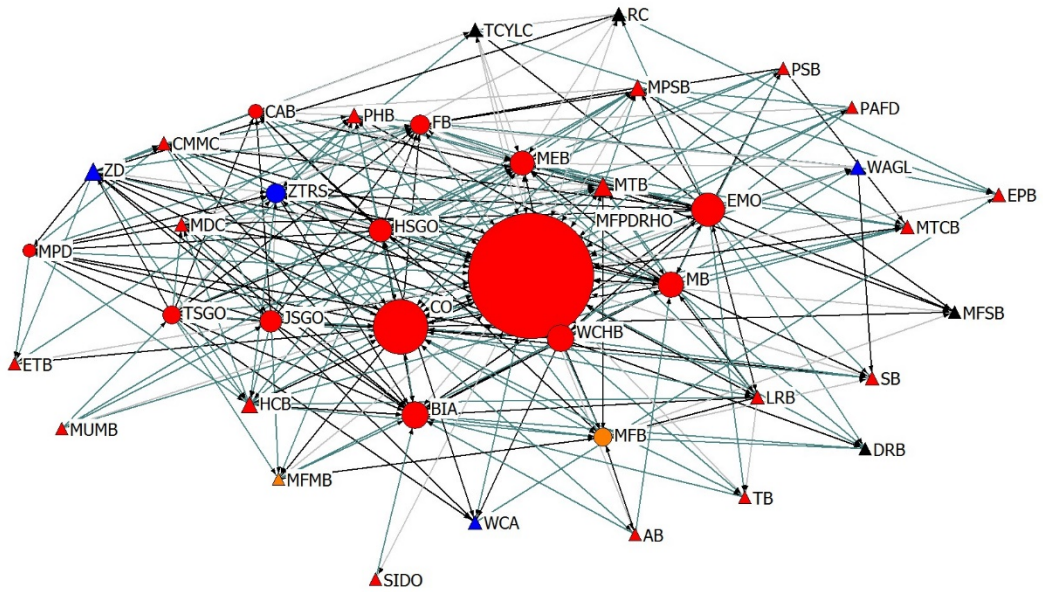 RC
TCYLC
PSB
MPSB
PAFD
CAB
PHB
FB
CMMC
MEB
ZD
WAGL
ZTRS
MTB
EPB
EMO
MFPDRHO
MDC
HSGO
MTCB
MPD
MB
CO
TSGO
JSGO
MFSB
WCHB
ETB
SB
LRB
HCB
BIA
MUMB
MFB
DRB
MFMB
TB
WCA
AB
SIDO